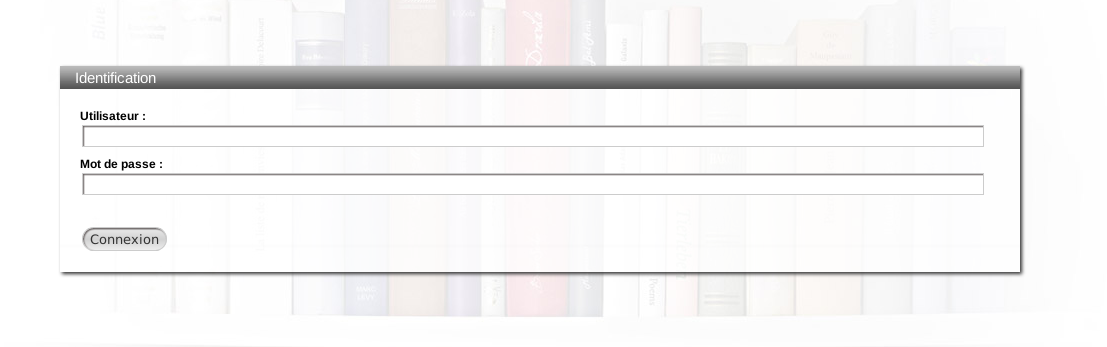 Identification
Utilisateur :
Mot de passe :
Connexion